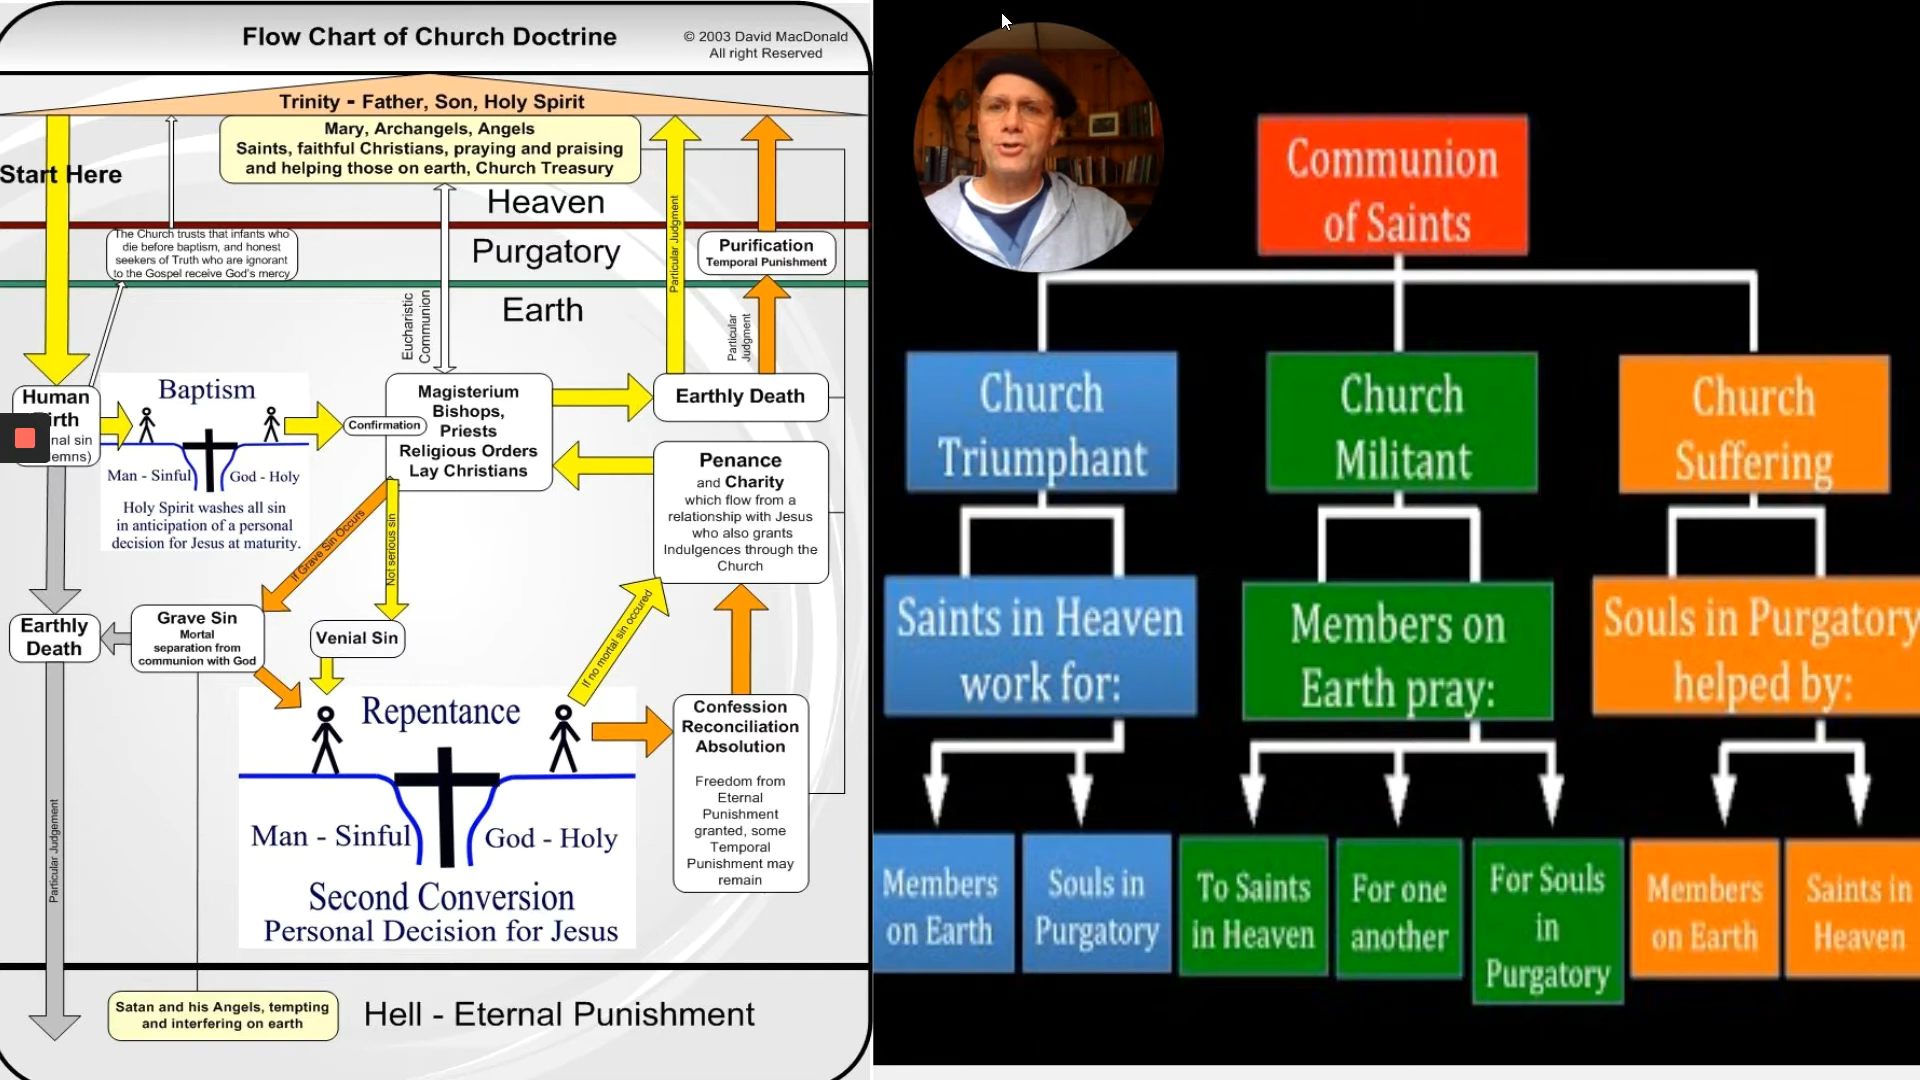 Flow Chart of Church Doctrine
© 2003 David MacDonald
All right Reserved
Trinity - Father, Son, Holy Spirit
Mary, Archangels, Angels
Saints, faithful Christians, praying and praising
and helping those on earth, Church Treasury
Start Here
Heaven
The Church trusts that infants who
die before baptism, and honest
seekers of Truth who are ignorant
to the Gospel receive God's mercy
Purgatory
Particular Judgment
Purification
Temporal Punishment
Earth
Eucharistic
Communion
Particular
Judgment
Human
irth
nal sin
emns)
Baptism
Man - Sinful
God - Holy
Holy Spirit washes all sin
in anticipation of a personal
decision for Jesus at maturity.
Confirmation
Magisterium
Bishops,
Priests
Religious Orders
Lay Christians
Earthly Death
Penance
and Charity
which flow from a
relationship with Jesus
who also grants
Indulgences through the
Church
If Grave Sin Occurs
Not serious sin
Earthly
Death
Grave Sin
Mortal
separation from
communion with God
Venial Sin
If no mortal sin occured
Repentance
Man - Sinful
God - Holy
Second Conversion
Personal Decision for Jesus
Confession
Reconciliation
Absolution
Freedom from
Eternal
Punishment
granted, some
Temporal
Punishment may
remain
Particular Judgement
Satan and his Angels, tempting
and interfering on earth
Hell - Eternal Punishment
Communion
of Saints
Church
Triumphant
Church
Militant
Church
Suffering
Saints in Heaven
work for:
Members on
Earth pray:
Souls in Purgatory
helped by:
Members
on Earth
Souls in
Purgatory
To Saints
in Heaven
For one
another
For Souls
in
Purgatory
Members
on Earth
Saints in
Heaven